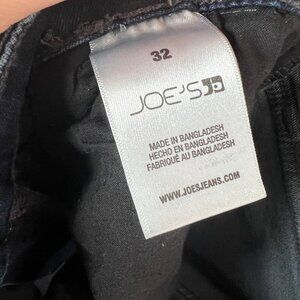 32
JOE'S
MADE IN BANGLADESH
HECHO EN BANGLADESH
FABRIQUÉ AU BANGLADESH
WWW.JOESJEANS.COM